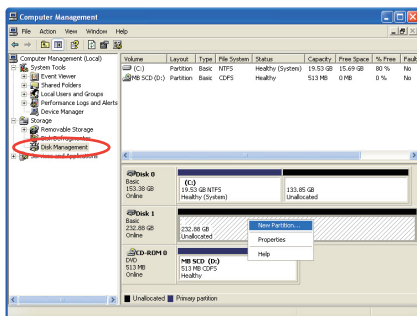 Computer Management
File Action View Window Help
Computer Management (Local)
System Tools
Event Viewer
Shared Folders
Local Users and Groups
Performance Logs and Alerts
Device Manager
Storage
Removable Storage
Disk Defragmenter
Disk Management
Services and Applications
Volume Layout Type File System Status Capacity Free Space % Free Fault
(C:) Partition Basic NTFS Healthy (System) 19.53 GB 15.69 GB 80 % No
MB SCD (D:) Partition Basic CDFS Healthy 513 MB 0 MB 0 % No
Disk 0
Basic
153.38 GB
Online
(C:)
19.53 GB NTFS
Healthy (System)
133.85 GB
Unallocated
Disk 1
Basic
232.88 GB
Online
232.88 GB
Unallocated
New Partition...
Properties
Help
CD-ROM 0
DVD
513 MB
Online
MB SCD (D:)
513 MB CDFS
Healthy
Unallocated Primary partition